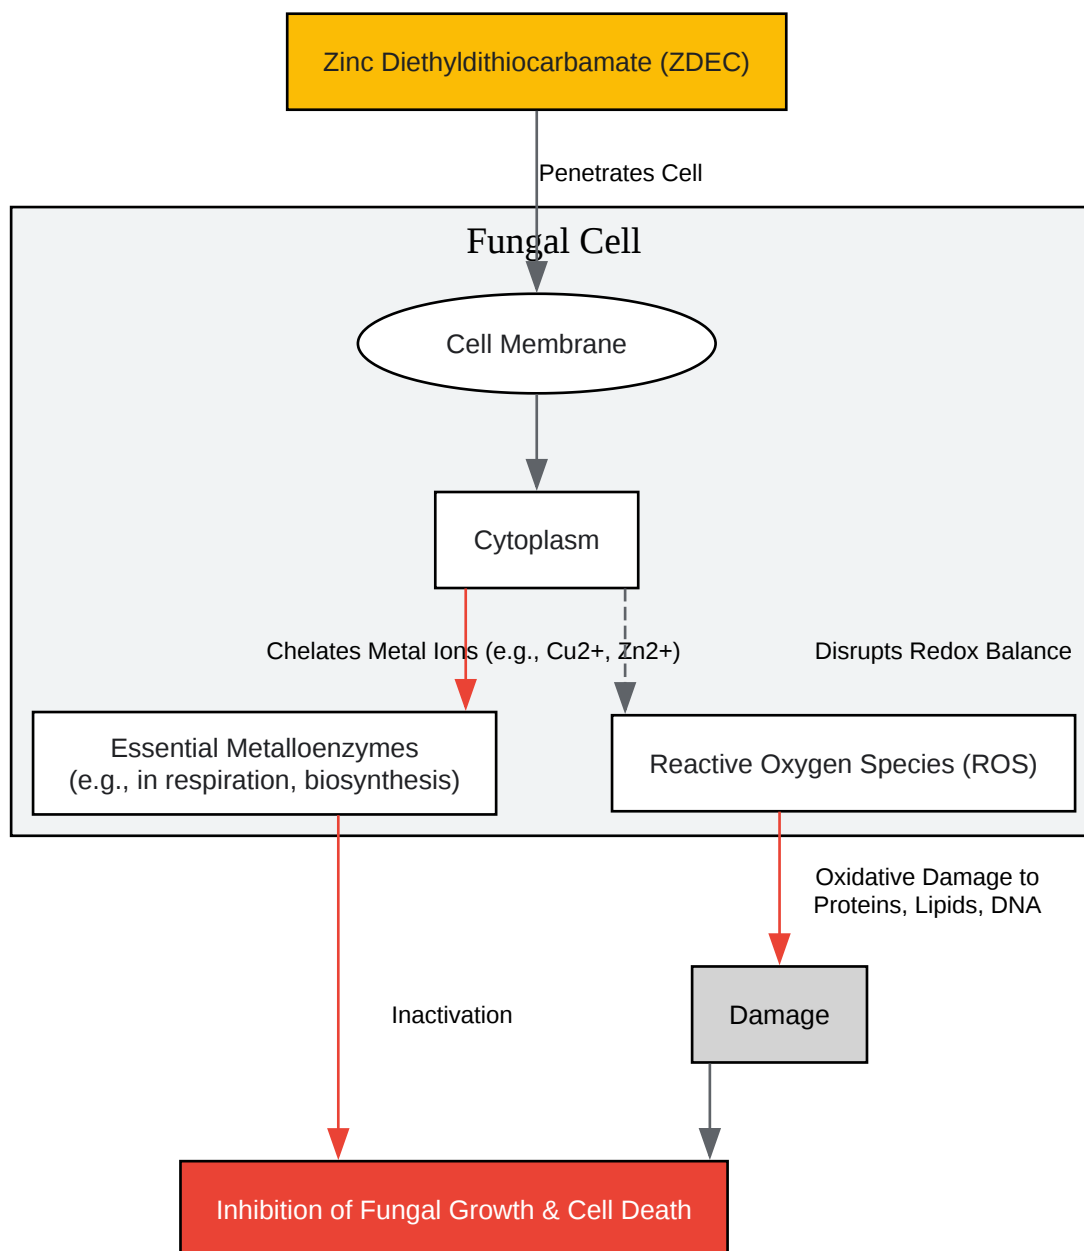 Zinc Diethyldithiocarbamate (ZDEC)
Penetrates Cell
Fungal Cell
Cell Membrane
Cytoplasm
Chelates Metal Ions (e.g., Cu2+, Zn2+)
Disrupts Redox Balance
Essential Metalloenzymes
(e.g., in respiration, biosynthesis)
Reactive Oxygen Species (ROS)
Oxidative Damage to
Proteins, Lipids, DNA
Inactivation
Damage
Inhibition of Fungal Growth & Cell Death